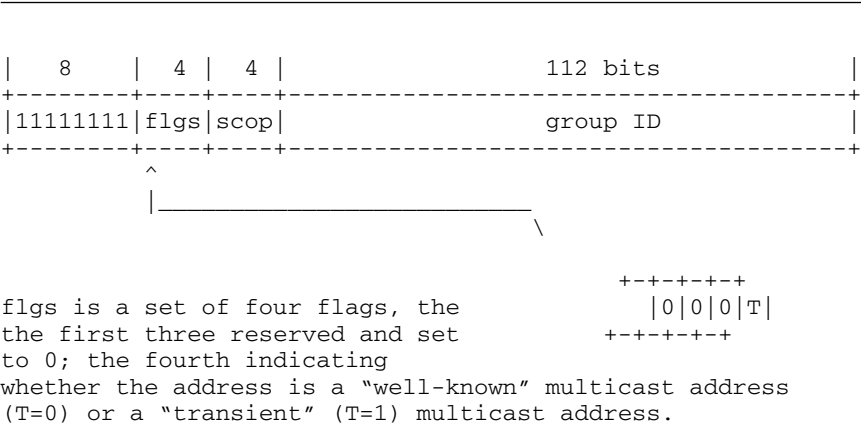 |   8    |  4 |  4 |                  112 bits             |
+--------+----+----+---------------------------------------+
|11111111|flgs|scop|                  group ID             |
+--------+----+----+---------------------------------------+
          ^
          |__________________________
                                     \
                                           +-+-+-+-+
flgs is a set of four flags, the             |0|0|0|T|
the first three reserved and set          +-+-+-+-+
to 0; the fourth indicating
whether the address is a “well-known” multicast address
(T=0) or a “transient” (T=1) multicast address.